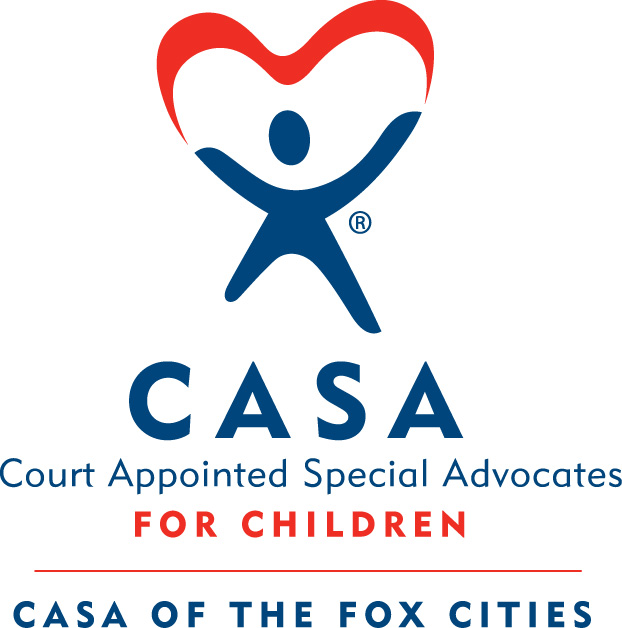 ®
CASA
Court Appointed Special Advocates
FOR CHILDREN
CASA OF THE FOX CITIES